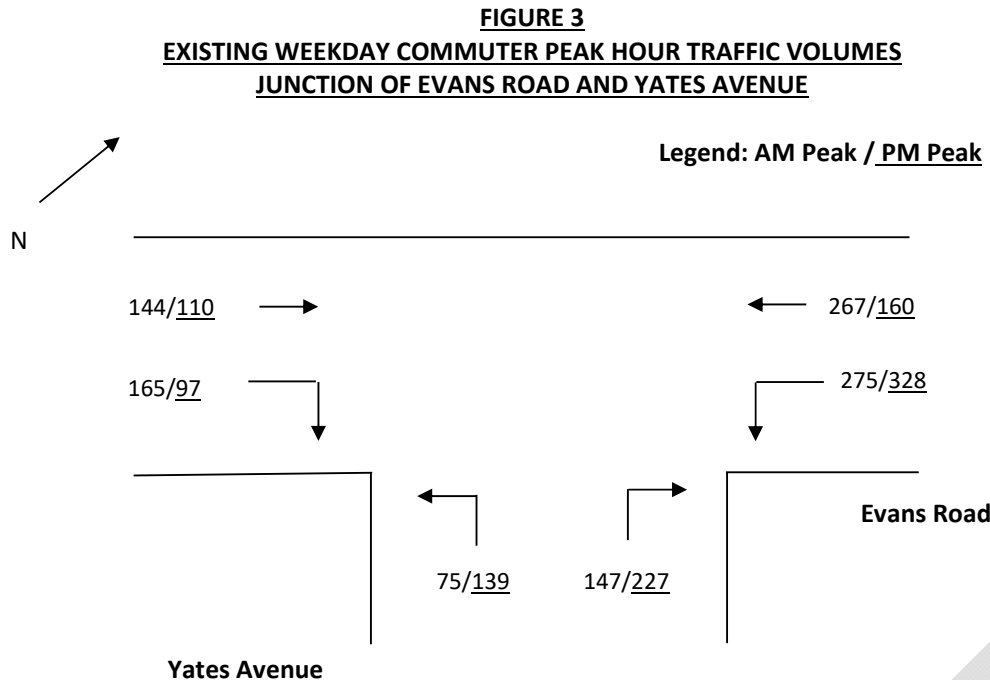 FIGURE 3
EXISTING WEEKDAY COMMUTER PEAK HOUR TRAFFIC VOLUMES
JUNCTION OF EVANS ROAD AND YATES AVENUE
Legend: AM Peak / PM Peak
N
144/110
267/160
165/97
275/328
Evans Road
75/139
147/227
Yates Avenue